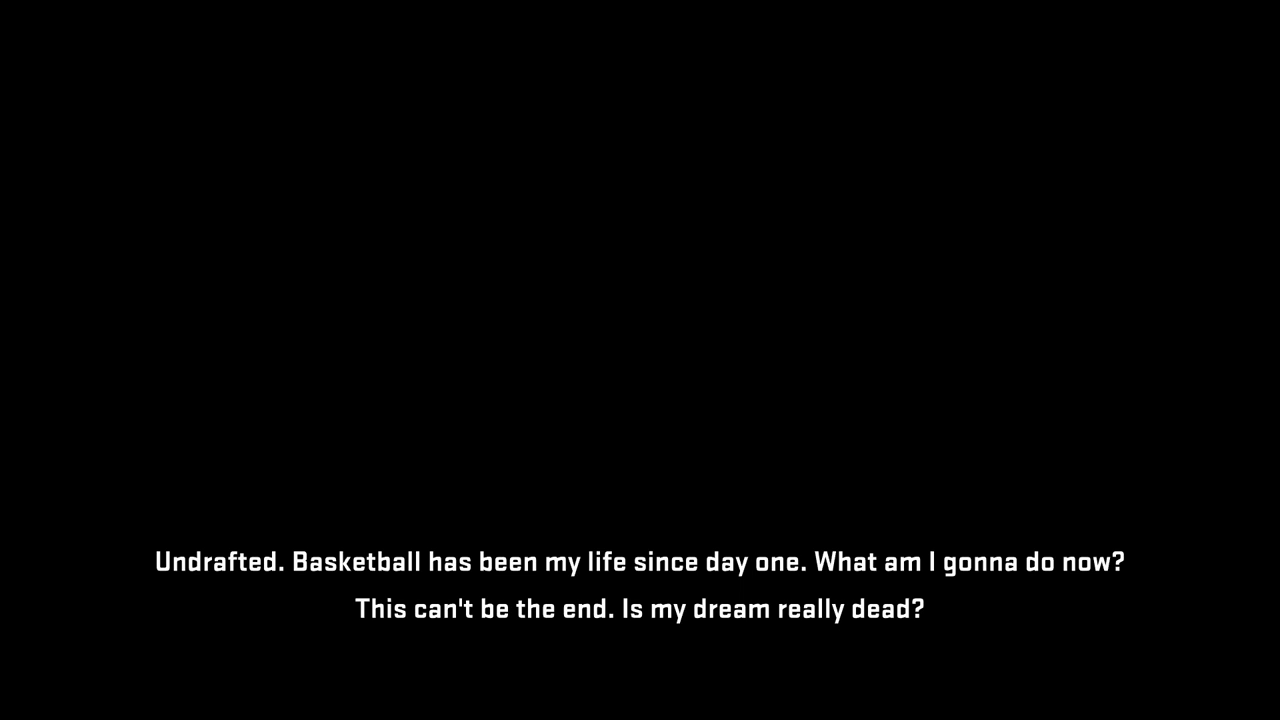 Undrafted. Basketball has been my life since day one. What am I gonna do now?
This can't be the end. Is my dream really dead?